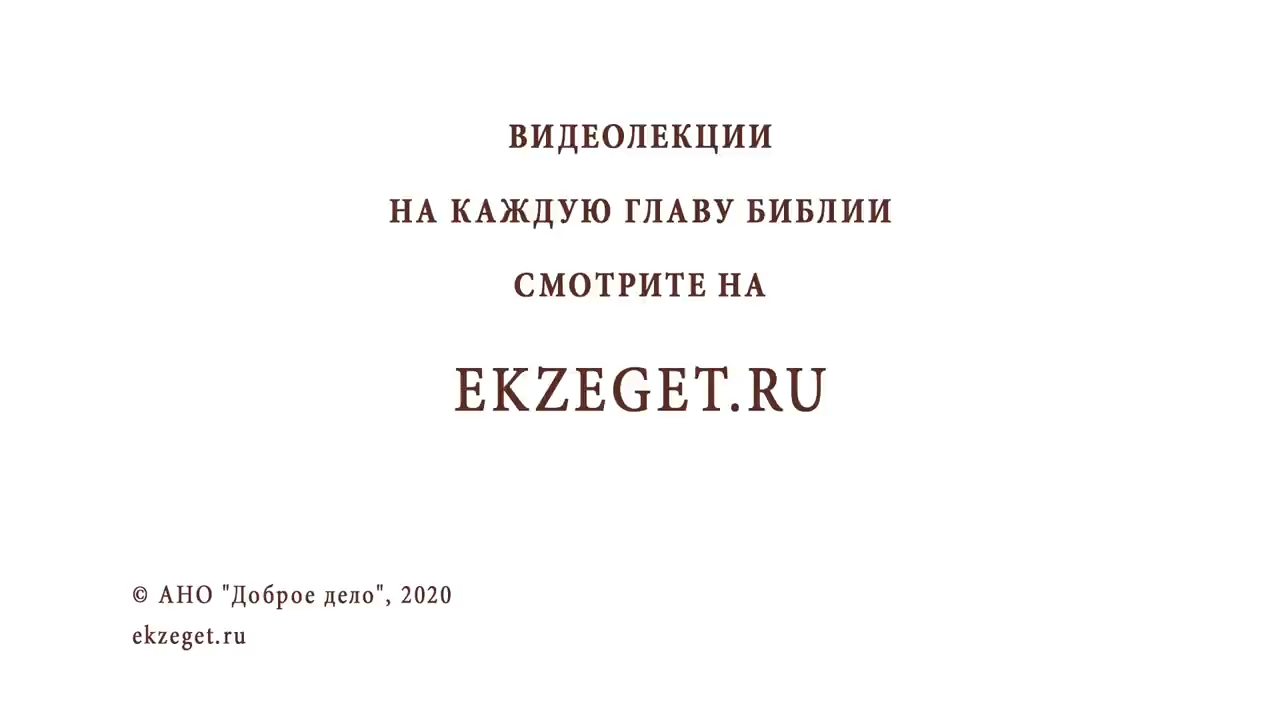 ВИДЕОЛЕКЦИИ
НА КАЖДУЮ ГЛАВУ БИБЛИИ
СМОТРИТЕ НА
EKZEGET.RU
© АНО "Доброе дело", 2020
ekzeget.ru